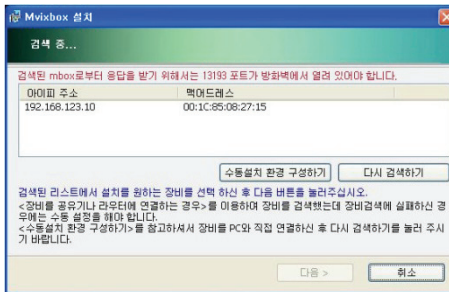 Mvixbox 설치
검색 중...
검색된 mbox로부터 응답을 받기 위해서는 13193 포트가 방화벽에서 열려 있어야 합니다.
아이피 주소 맥어드레스
192.168.123.10 00:1C:85:08:27:15
수동설치 환경 구성하기 다시 검색하기
검색된 리스트에서 설치를 원하는 장비를 선택 하신 후 다음 버튼을 눌러주십시오.
<장비를 공유기나 라우터에 연결하는 경우>를 이용하여 장비를 검색했는데 장비검색에 실패하신 경
우에는 수동 설정을 해야 합니다.
<수동설치 환경 구성하기>를 참고하셔서 장비를 PC와 직접 연결하신 후 다시 검색하기를 눌러 주시
기 바랍니다.
다음 > 취소